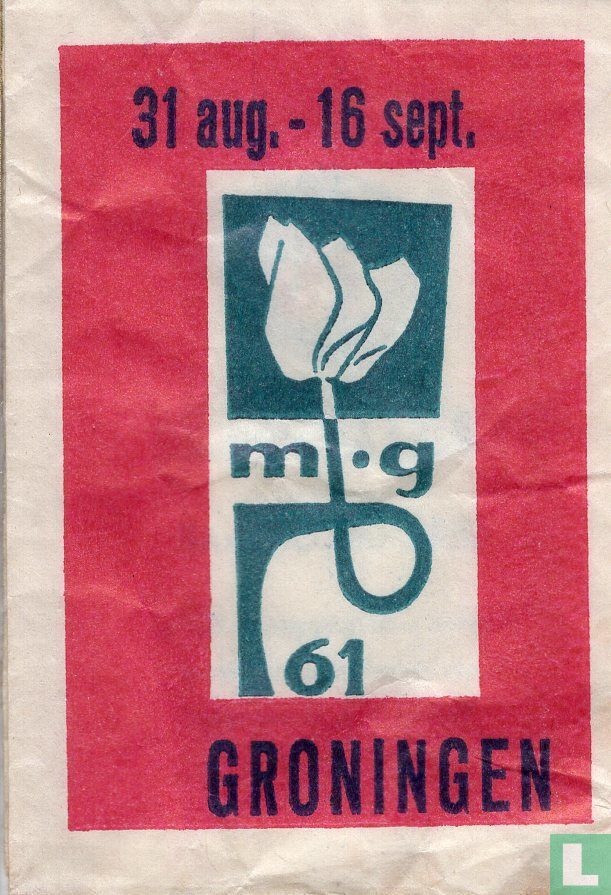 31 aug. - 16 sept.
m·g
61
GRONINGEN
L